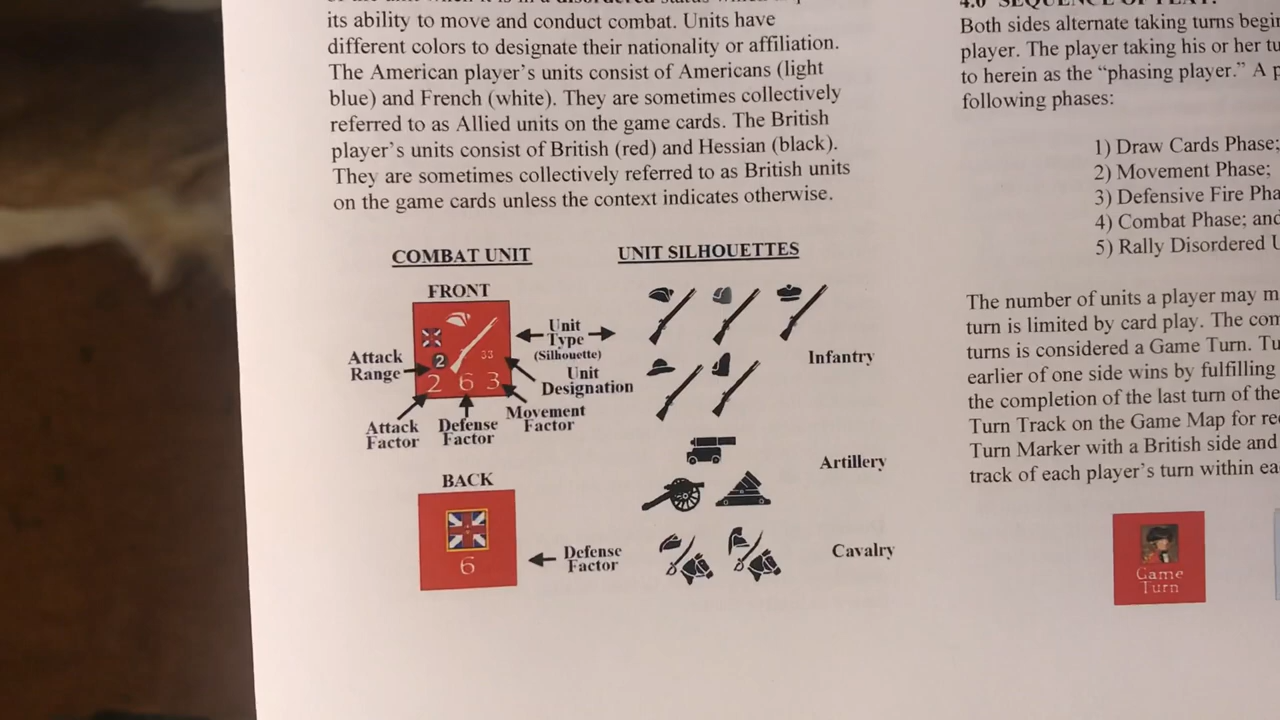 its ability to move and conduct combat. Units have
different colors to designate their nationality or affiliation.
The American player's units consist of Americans (light
blue) and French (white). They are sometimes collectively
referred to as Allied units on the game cards. The British
player's units consist of British (red) and Hessian (black).
They are sometimes collectively referred to as British units
on the game cards unless the context indicates otherwise.
COMBAT UNIT
FRONT
33
2
2 6 3
Attack
Range
Attack
Factor
Defense
Factor
Movement
Factor
Unit
Designation
Unit
Type
(Silhouette)
BACK
6
Defense
Factor
UNIT SILHOUETTES
Infantry
Artillery
Cavalry
Both sides alternate taking turns
player. The player taking his or her
to herein as the “phasing player.” A
following phases:
1) Draw Cards Phase;
2) Movement Phase;
3) Defensive Fire
4) Combat Phase; and
5) Rally Disordered
The number of units a player may
turn is limited by card play. The
turns is considered a Game Turn.
earlier of one side wins by fulfilling
the completion of the last turn of the
Turn Track on the Game Map for
Turn Marker with a British side and
track of each player's turn within
Game
Turn